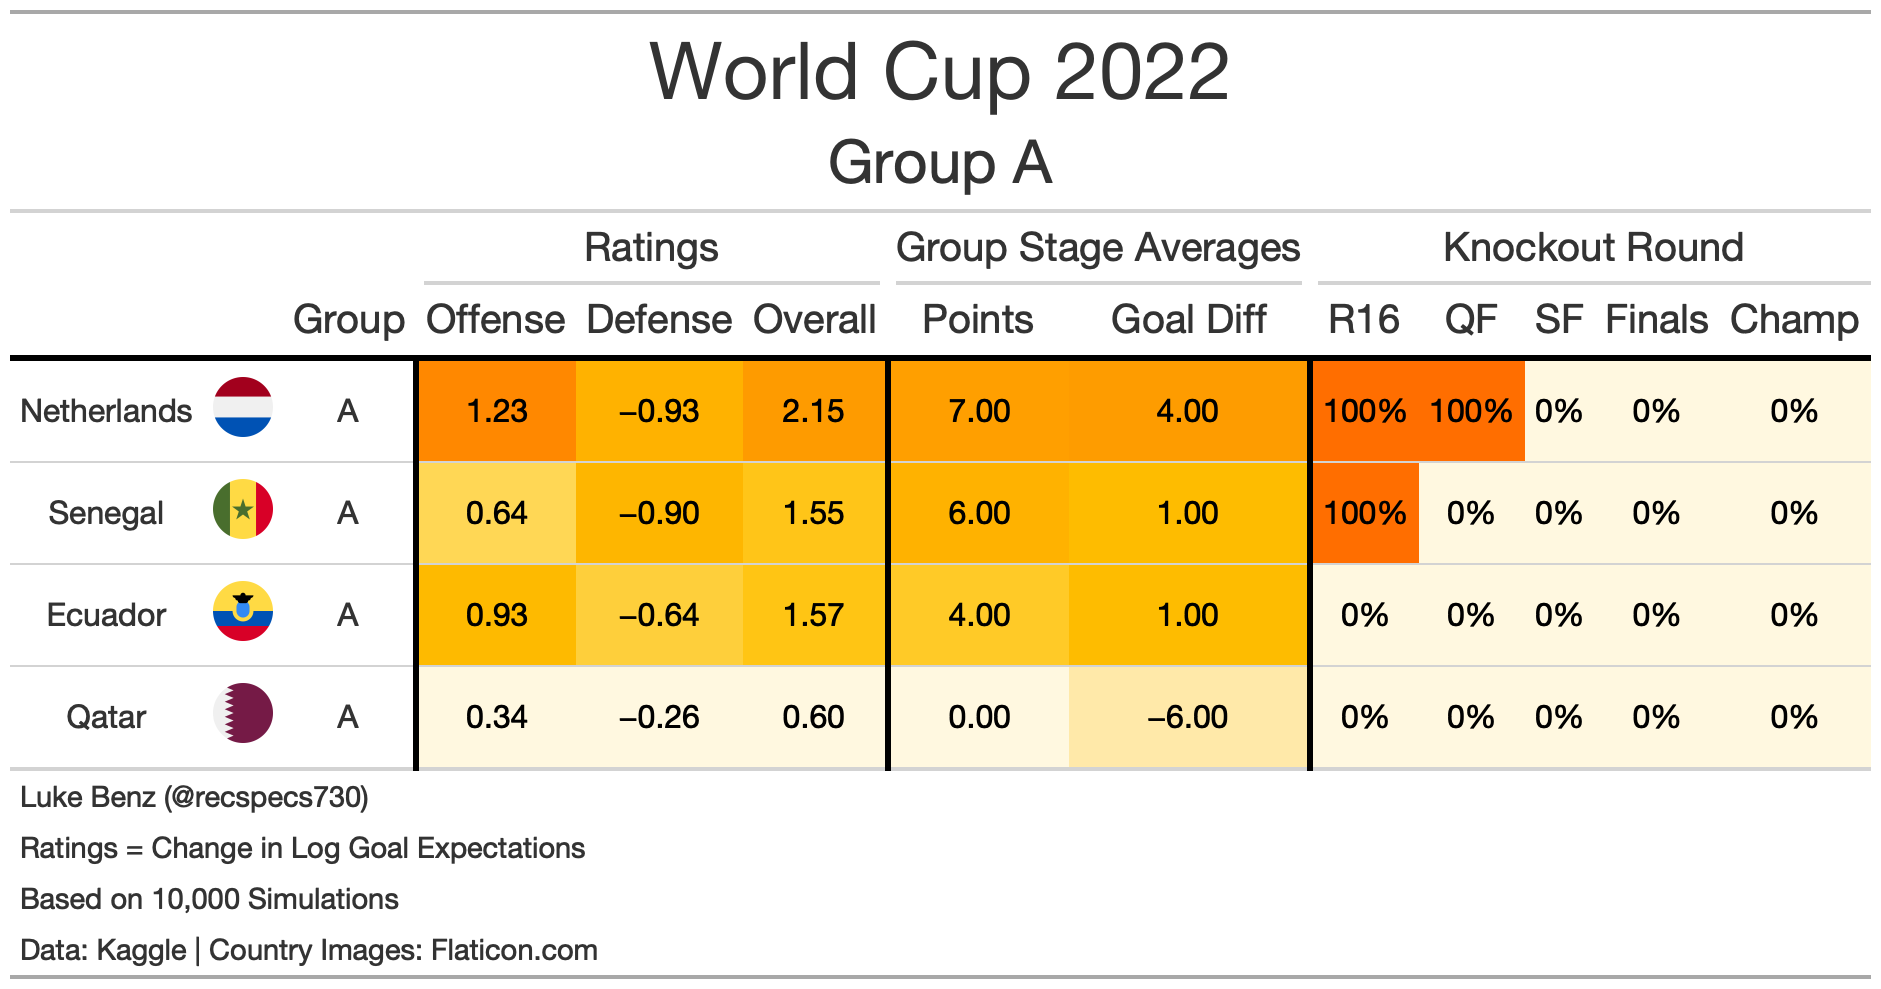 World Cup 2022
Group A
Ratings Group Stage Averages Knockout Round
Group Offense Defense Overall Points Goal Diff R16 QF SF Finals Champ
Netherlands A 1.23 −0.93 2.15 7.00 4.00 100% 100% 0% 0% 0%
Senegal A 0.64 −0.90 1.55 6.00 1.00 100% 0% 0% 0% 0%
Ecuador A 0.93 −0.64 1.57 4.00 1.00 0% 0% 0% 0% 0%
Qatar A 0.34 −0.26 0.60 0.00 −6.00 0% 0% 0% 0% 0%
Luke Benz (@recspecs730)
Ratings = Change in Log Goal Expectations
Based on 10,000 Simulations
Data: Kaggle | Country Images: Flaticon.com